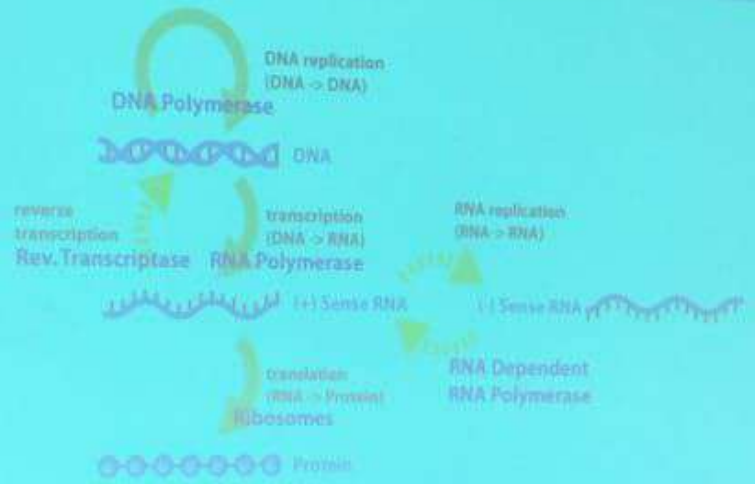 DNA replication
(DNA -> DNA)
DNA Polymerase
DNA
reverse
transcription
Rev. Transcriptase
transcription
(DNA -> RNA)
RNA Polymerase
RNA replication
(RNA -> RNA)
(+) Sense RNA
(-) Sense RNA
RNA Dependent
RNA Polymerase
translation
(RNA -> Protein)
Ribosomes
Protein